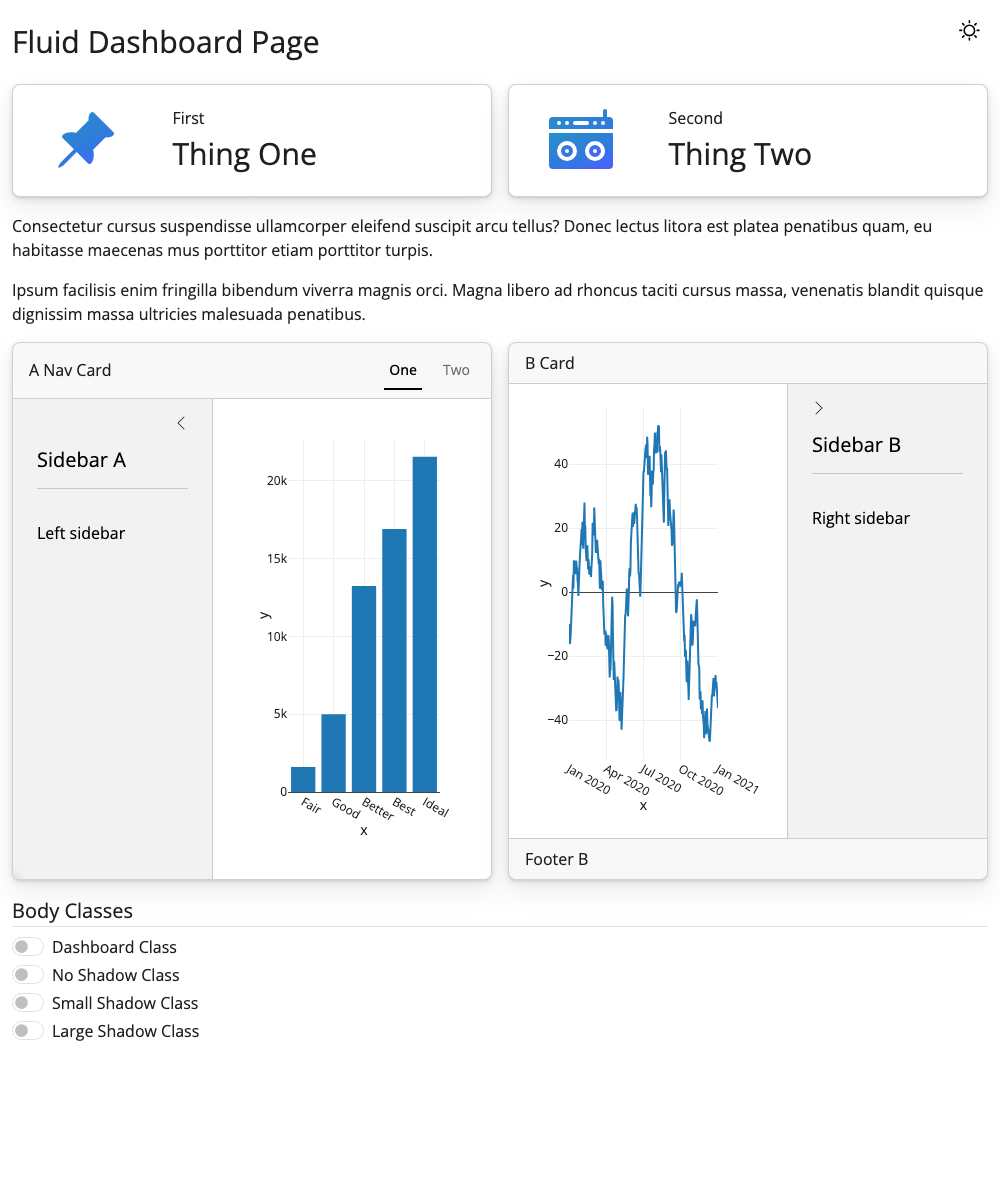 Fluid Dashboard Page
First
Thing One
Second
Thing Two
Consectetur cursus suspendisse ullamcorper eleifend suscipit arcu tellus? Donec lectus litora est platea penatibus quam, eu
habitasse maecenas mus porttitor etiam porttitor turpis.
Ipsum facilisis enim fringilla bibendum viverra magnis orci. Magna libero ad rhoncus taciti cursus massa, venenatis blandit quisque
dignissim massa ultricies malesuada penatibus.
A Nav Card
One
Two
Sidebar A
Left sidebar
20k
15k
10k
5k
0
y
Fair
Good
Better
Best
Ideal
x
B Card
40
20
0
−20
−40
y
Jan 2020
Apr 2020
Jul 2020
Oct 2020
Jan 2021
x
Sidebar B
Right sidebar
Footer B
Body Classes
Dashboard Class
No Shadow Class
Small Shadow Class
Large Shadow Class